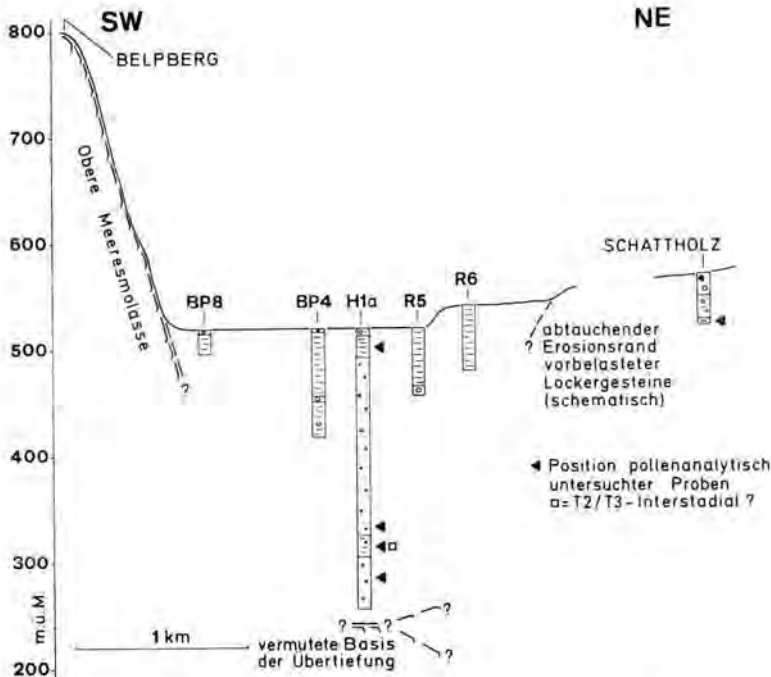 SW
NE
800
BELPBERG
700
Obere Meeresmolasse
600
SCHATTHOLZ
BP8
BP4
H1a
R5
R6
500
?
? abtauchender
Erosionsrand
vorbelasteter
Lockergesteine
(schematisch)
400
◄ Position pollenanalytisch
untersuchter Proben
□=T2/T3-Interstadial ?
300
? ? ?
m.ü.M.
1 km
vermutete Basis
der Übertiefung
?
200